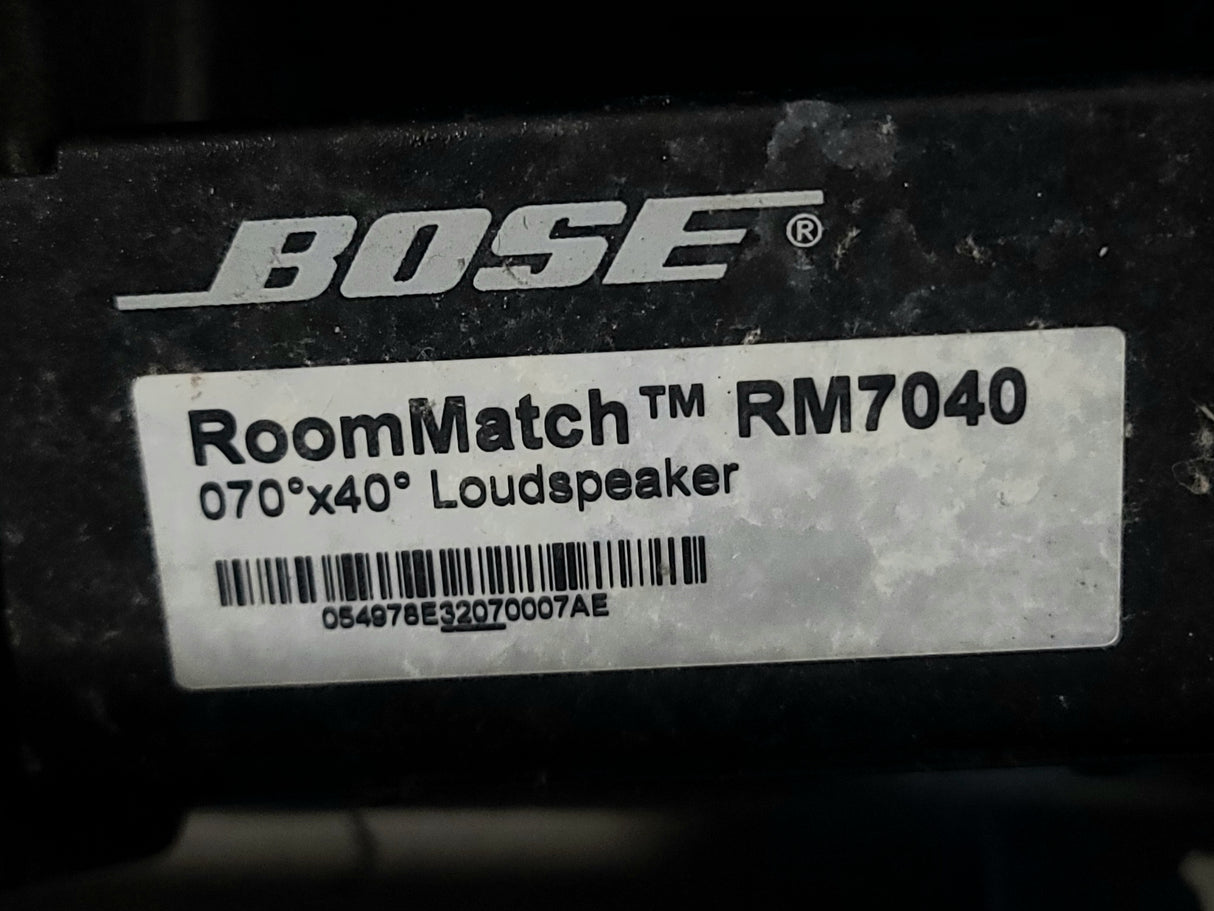 BOSE®
RoomMatch™ RM7040
070°x40° Loudspeaker
054978E32070007AE